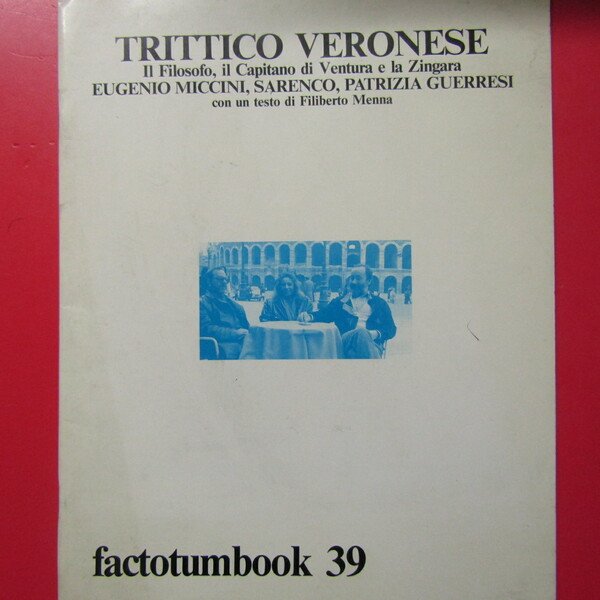 TRITTICO VERONESE
Il Filosofo, il Capitano di Ventura e la Zingara
EUGENIO MICCINI, SARENCO, PATRIZIA GUERRESI
con un testo di Filiberto Menna
factotumbook 39